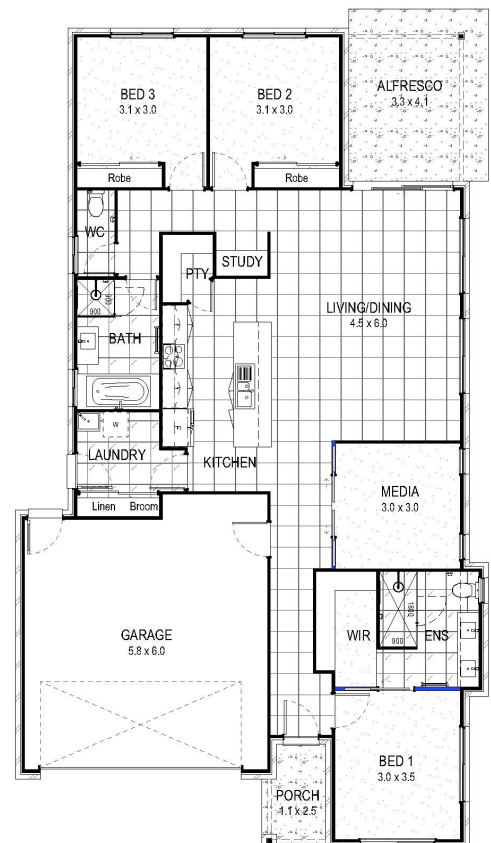 BED 3
3.1 x 3.0
BED 2
3.1 x 3.0
ALFRESCO
3.3 x 4.1
Robe
Robe
WC
PTY
STUDY
900
900
BATH
LIVING/DINING
4.5 x 6.0
W
F
LAUNDRY
KITCHEN
Linen
Broom
MEDIA
3.0 x 3.0
GARAGE
5.8 x 6.0
WIR
1800
900
ENS
BED 1
3.0 x 3.5
PORCH
1.1 x 2.5